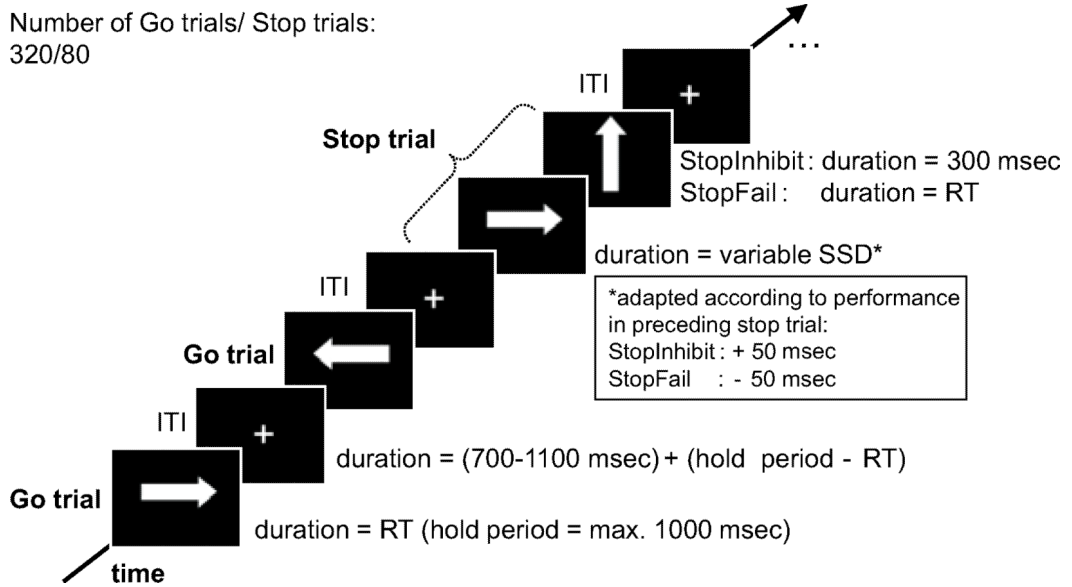 Number of Go trials/ Stop trials:
320/80
...
ITI
Stop trial
StopInhibit: duration = 300 msec
StopFail: duration = RT
duration = variable SSD*
ITI
*adapted according to performance
in preceding stop trial:
StopInhibit: + 50 msec
StopFail : - 50 msec
Go trial
ITI
duration = (700-1100 msec) + (hold period - RT)
Go trial
duration = RT (hold period = max. 1000 msec)
time